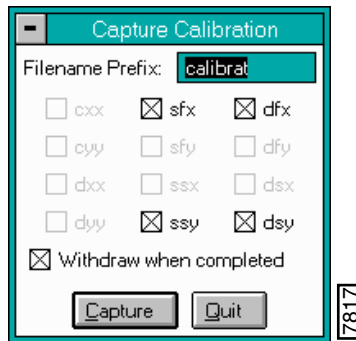 Capture Calibration
Filename Prefix: calibrat
cxx sfx dfx
cyy sfy dfy
dxx ssx dsx
dyy ssy dsy
Withdraw when completed
Capture Quit
7817